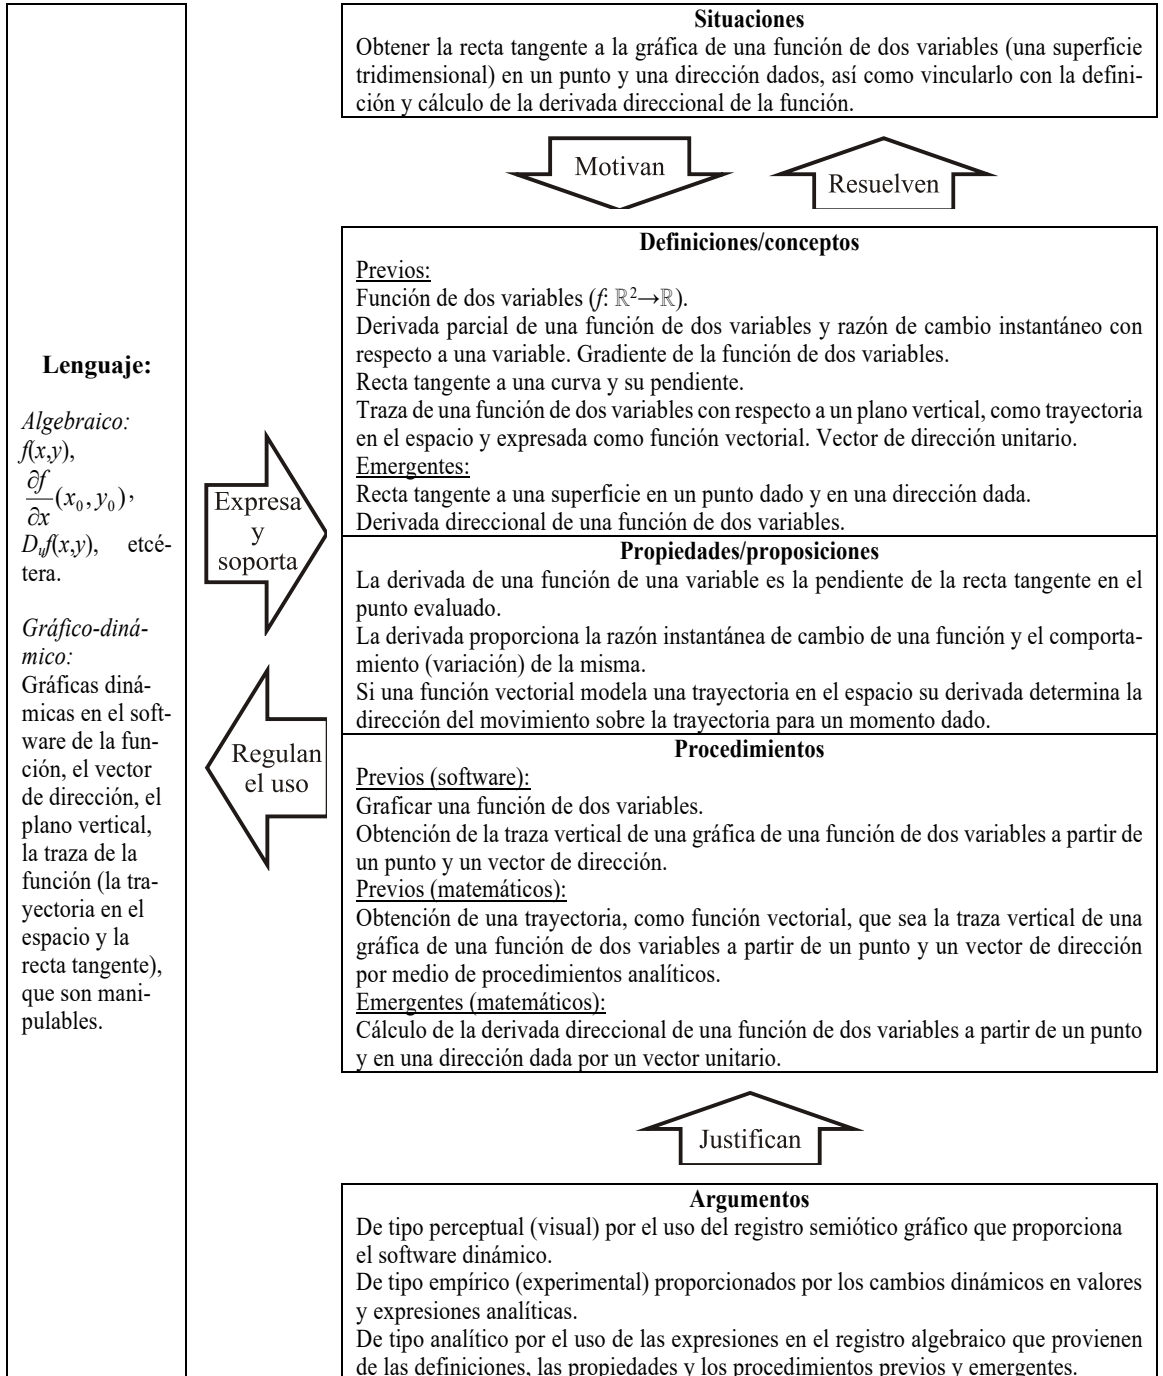 Lenguaje:
Algebraico:
f(x,y),
∂f/∂x (x₀, y₀),
Dᵤf(x,y), etcé-
tera.
Gráfico-diná-
mico:
Gráficas diná-
micas en el soft-
ware de la fun-
ción, el vector
de dirección, el
plano vertical,
la traza de la
función (la tra-
yectoria en el
espacio y la
recta tangente),
que son mani-
pulables.
Expresa
y
soporta
Regulan
el uso
Situaciones
Obtener la recta tangente a la gráfica de una función de dos variables (una superficie
tridimensional) en un punto y una dirección dados, así como vincularlo con la defini-
ción y cálculo de la derivada direccional de la función.
Motivan
Resuelven
Definiciones/conceptos
Previos:
Función de dos variables (f: ℝ²→ℝ).
Derivada parcial de una función de dos variables y razón de cambio instantáneo con
respecto a una variable. Gradiente de la función de dos variables.
Recta tangente a una curva y su pendiente.
Traza de una función de dos variables con respecto a un plano vertical, como trayectoria
en el espacio y expresada como función vectorial. Vector de dirección unitario.
Emergentes:
Recta tangente a una superficie en un punto dado y en una dirección dada.
Derivada direccional de una función de dos variables.
Propiedades/proposiciones
La derivada de una función de una variable es la pendiente de la recta tangente en el
punto evaluado.
La derivada proporciona la razón instantánea de cambio de una función y el comporta-
miento (variación) de la misma.
Si una función vectorial modela una trayectoria en el espacio su derivada determina la
dirección del movimiento sobre la trayectoria para un momento dado.
Procedimientos
Previos (software):
Graficar una función de dos variables.
Obtención de la traza vertical de una gráfica de una función de dos variables a partir de
un punto y un vector de dirección.
Previos (matemáticos):
Obtención de una trayectoria, como función vectorial, que sea la traza vertical de una
gráfica de una función de dos variables a partir de un punto y un vector de dirección
por medio de procedimientos analíticos.
Emergentes (matemáticos):
Cálculo de la derivada direccional de una función de dos variables a partir de un punto
y en una dirección dada por un vector unitario.
Justifican
Argumentos
De tipo perceptual (visual) por el uso del registro semiótico gráfico que proporciona
el software dinámico.
De tipo empírico (experimental) proporcionados por los cambios dinámicos en valores
y expresiones analíticas.
De tipo analítico por el uso de las expresiones en el registro algebraico que provienen
de las definiciones, las propiedades y los procedimientos previos y emergentes.